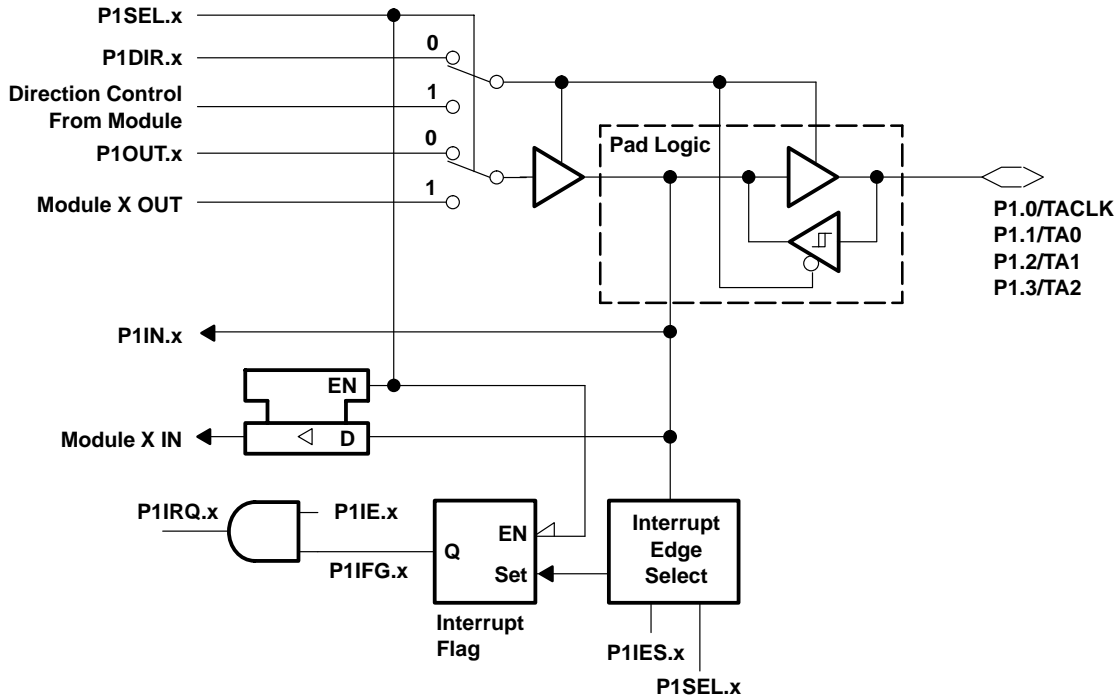 P1SEL.x
P1DIR.x
0
Direction Control
From Module
1
P1OUT.x
0
Module X OUT
1
Pad Logic
P1.0/TACLK
P1.1/TA0
P1.2/TA1
P1.3/TA2
P1IN.x
EN
Module X IN
D
P1IRQ.x
P1IE.x
P1IFG.x
Q
EN
Set
Interrupt
Flag
Interrupt
Edge
Select
P1IES.x
P1SEL.x